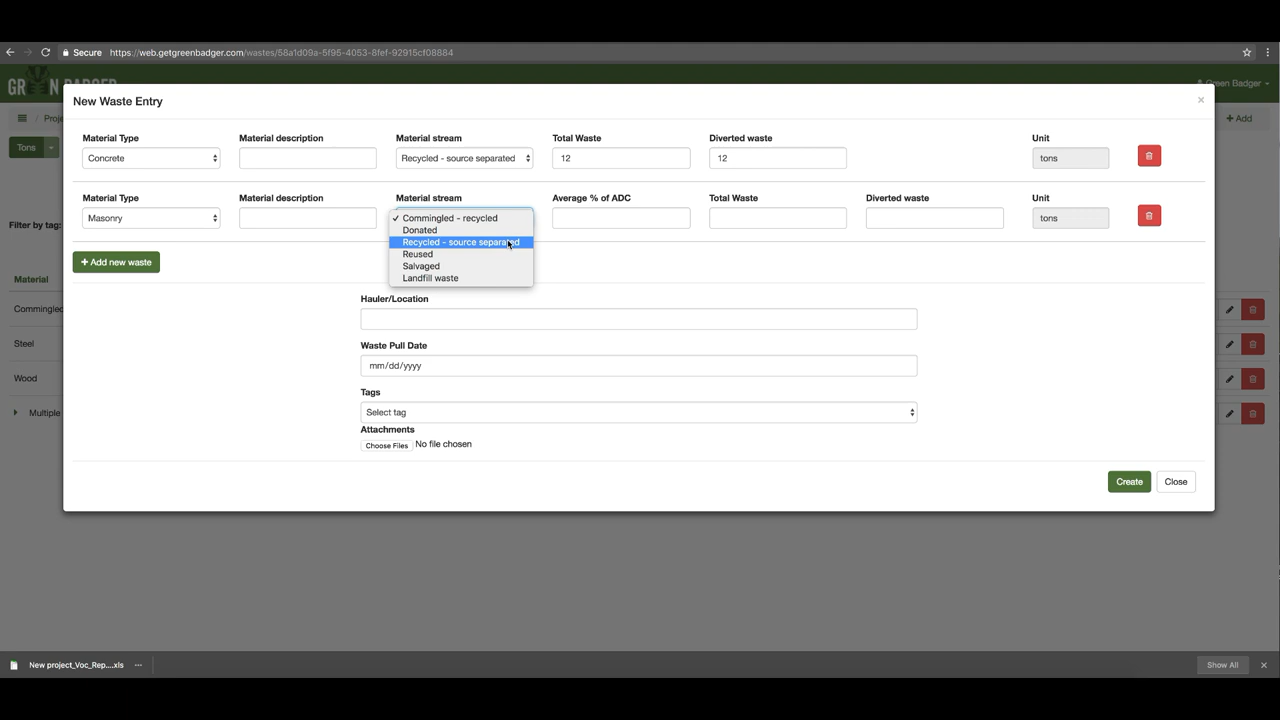 Secure https://web.getgreenbadger.com/wastes/58a1d09a-5f95-4053-8fef-92915cf08884
Green Badger
New Waste Entry ×
+ Add
Tons
Material Type Material description Material stream Total Waste Diverted waste Unit
Concrete Recycled - source separated 12 12 tons
Material Type Material description Material stream Average % of ADC Total Waste Diverted waste Unit
Masonry tons
✓ Commingled - recycled
Donated
Recycled - source separated
Reused
Salvaged
Landfill waste
Filter by tag:
+ Add new waste
Material
Commingled
Steel
Wood
Multiple
Hauler/Location
Waste Pull Date
mm/dd/yyyy
Tags
Select tag
Attachments
Choose Files No file chosen
Create Close
New project_Voc_Rep....xls ... Show All ×